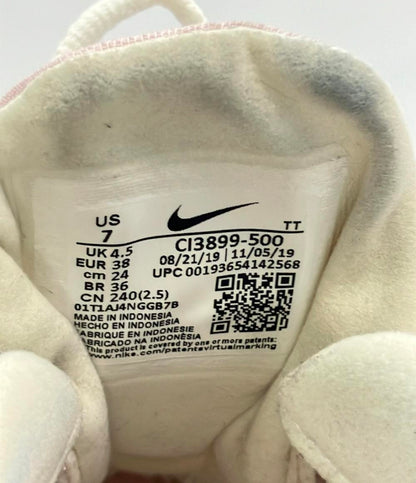 US
7
TT
UK 4.5
EUR 38
cm 24
BR 36
CN 240(2.5)
CI3899-500
08/21/19 | 11/05/19
UPC 00193654142568
01T1AJ4NGGB7B
MADE IN INDONESIA
HECHO EN INDONESIA
FABRIQUE EN INDONESIE
FABRICADO NA INDONÈSIA
This product is covered by one or more patents:
www.nike.com/patentsvirtualmarking